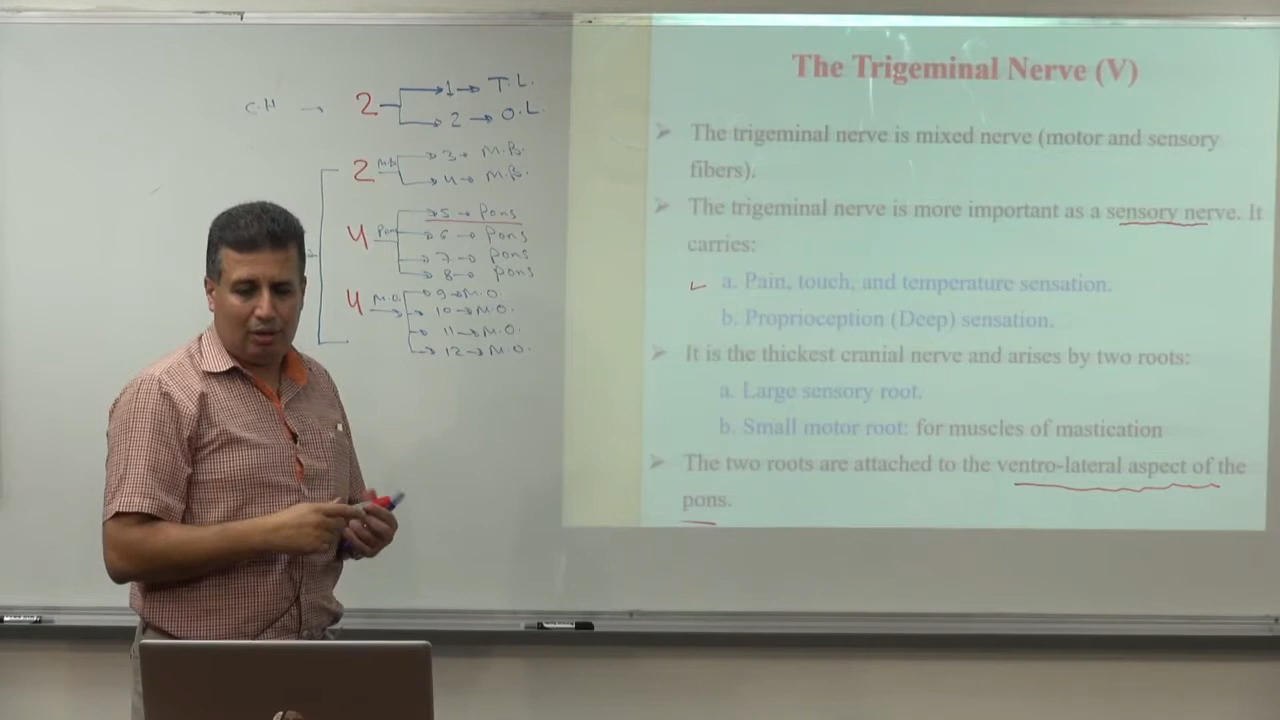 C.H → 2 1 → T.L.
2 → O.L.
2 M.B. 3 → M.B.
4 → M.B.
4 Pons 5 → Pons
6 → Pons
7 → Pons
8 → Pons
4 M.O. 9 → M.O.
10 → M.O.
11 → M.O.
12 → M.O.
The Trigeminal Nerve (V)
➢ The trigeminal nerve is mixed nerve (motor and sensory
fibers).
➢ The trigeminal nerve is more important as a sensory nerve. It
carries:
a. Pain, touch, and temperature sensation.
b. Proprioception (Deep) sensation.
➢ It is the thickest cranial nerve and arises by two roots:
a. Large sensory root.
b. Small motor root: for muscles of mastication
➢ The two roots are attached to the ventro-lateral aspect of the
pons.